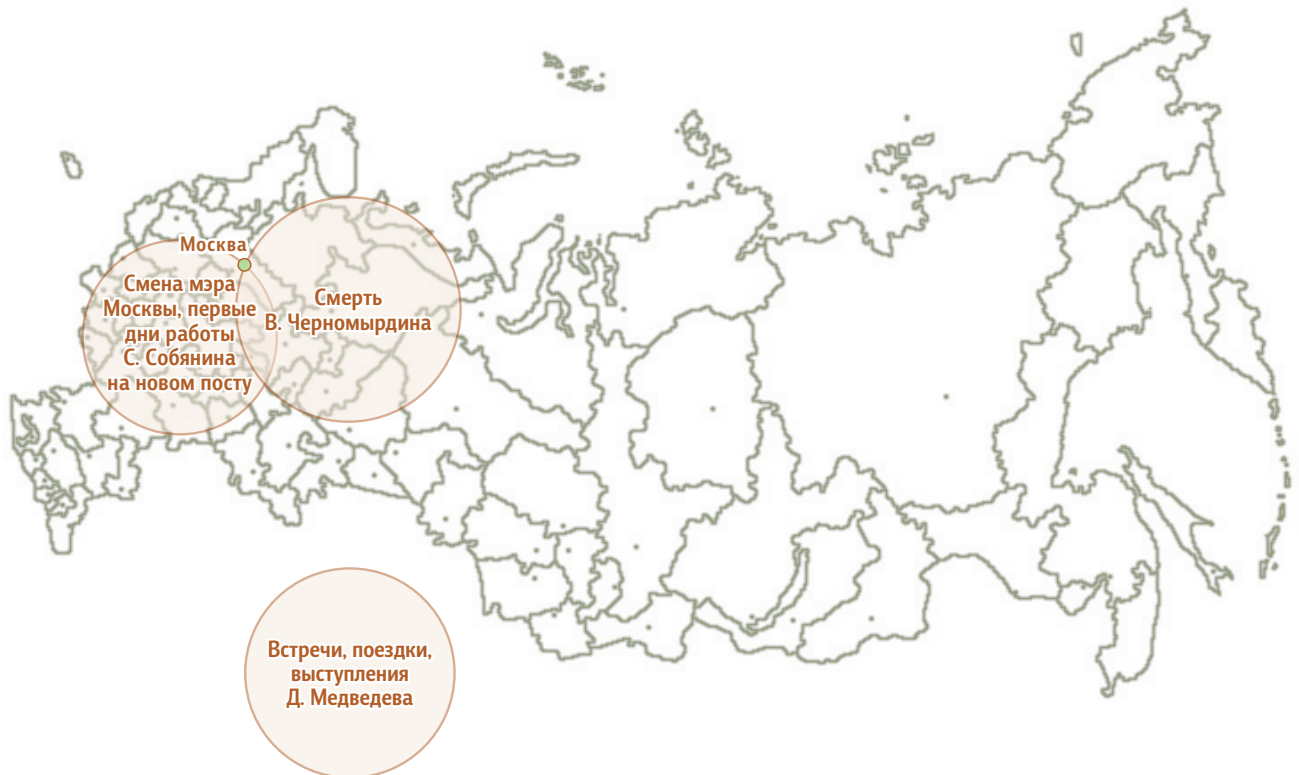 Москва
Смена мэра
Москвы, первые
дни работы
С. Собянина
на новом посту
Смерть
В. Черномырдина
Встречи, поездки,
выступления
Д. Медведева